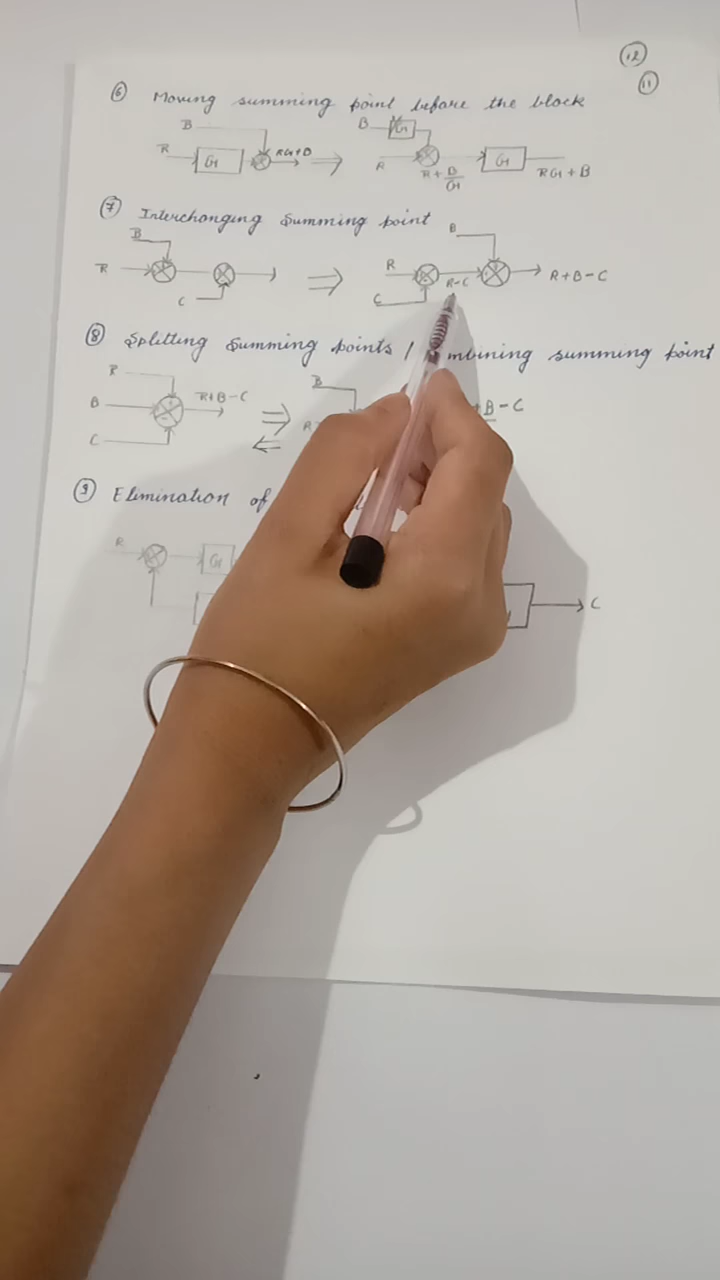 12
11
⑥ Moving summing point before the block
B B 1/G1
R G1 RG1+B ⇒ R R+B/G1 G1 RG1+B
⑦ Interchanging Summing point
B B
R ⇒ R R-C R+B-C
C C
⑧ Splitting Summing points /
summing point
R B
B R+B-C ⇒ B-C
C ⇐
⑨ Elimination of
R G1
C